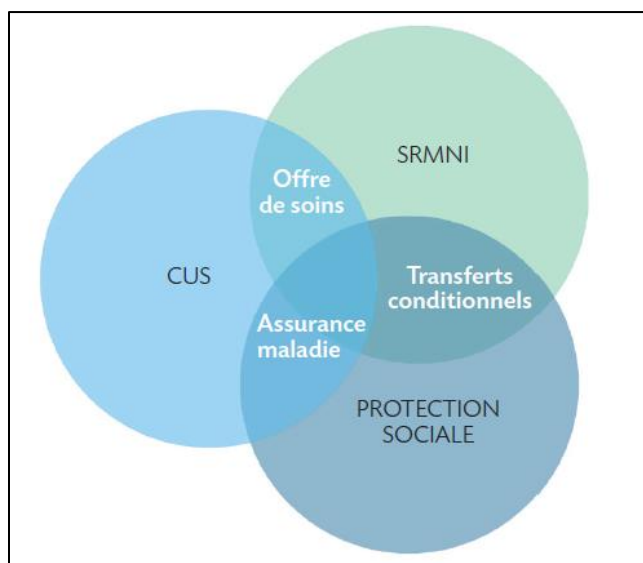 SRMNI
Offre
de soins
CUS
Transferts
conditionnels
Assurance
maladie
PROTECTION
SOCIALE